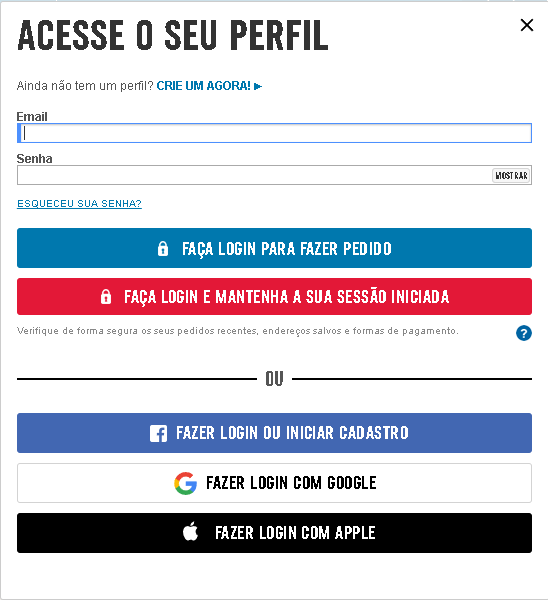 ACESSE O SEU PERFIL
Ainda não tem um perfil? CRIE UM AGORA! ▶
Email
Senha
MOSTRAR
ESQUECEU SUA SENHA?
FAÇA LOGIN PARA FAZER PEDIDO
FAÇA LOGIN E MANTENHA A SUA SESSÃO INICIADA
Verifique de forma segura os seus pedidos recentes, endereços salvos e formas de pagamento.
?
OU
FAZER LOGIN OU INICIAR CADASTRO
FAZER LOGIN COM GOOGLE
FAZER LOGIN COM APPLE